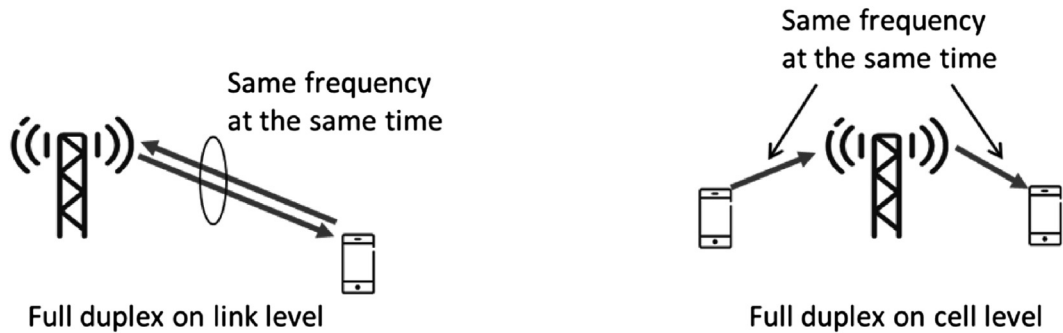 Same frequency
at the same time
Full duplex on link level
Same frequency
at the same time
Full duplex on cell level